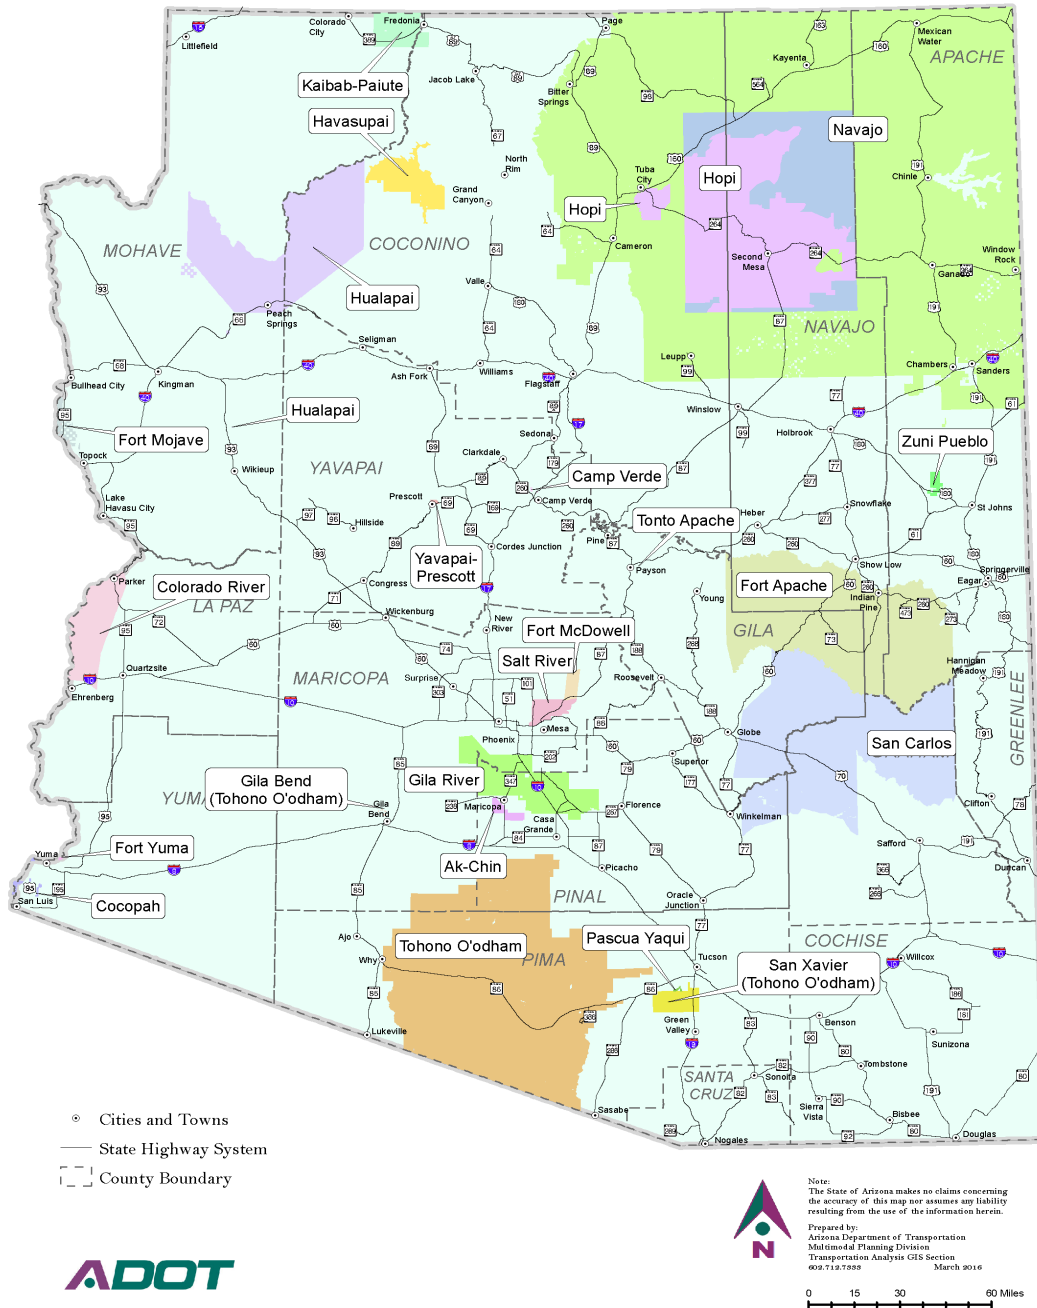 Colorado
City
Fredonia
Page
Mexican
Water
Littlefield
APACHE
Kayenta
Jacob Lake
Bitter
Springs
Kaibab-Paiute
Havasupai
Navajo
North
Rim
Tuba
City
Hopi
Chinle
Grand
Canyon
Hopi
MOHAVE
COCONINO
Cameron
Second
Mesa
Window
Rock
Ganado
Valle
Hualapai
Peach
Springs
NAVAJO
Seligman
Leupp
Chambers
Sanders
Bullhead City
Kingman
Ash Fork
Williams
Flagstaff
Hualapai
Winslow
Fort Mojave
Sedona
Holbrook
Zuni Pueblo
Topock
Wikieup
YAVAPAI
Clarkdale
Camp Verde
Lake
Havasu City
Prescott
Camp Verde
Snowflake
St Johns
Hillside
Tonto Apache
Heber
Pine
Cordes Junction
Yavapai-
Prescott
Payson
Show Low
Springerville
Eagar
Parker
Colorado River
Congress
Fort Apache
Indian
Pine
Young
LA PAZ
Wickenburg
New
River
Fort McDowell
GILA
Salt River
Hannigan
Meadow
Quartzsite
MARICOPA
Surprise
Roosevelt
Ehrenberg
GREENLEE
Phoenix
Mesa
Globe
San Carlos
Superior
Gila Bend
(Tohono O'odham)
Gila River
YUMA
Maricopa
Gila
Bend
Florence
Clifton
Casa
Grande
Winkelman
Yuma
Fort Yuma
Ak-Chin
Picacho
Safford
Duncan
San Luis
Cocopah
PINAL
Oracle
Junction
Ajo
Why
Tohono O'odham
Pascua Yaqui
COCHISE
PIMA
Tucson
San Xavier
(Tohono O'odham)
Willcox
Lukeville
Green
Valley
Benson
Sunizona
SANTA
CRUZ
Sonoita
Tombstone
Sasabe
Sierra
Vista
Bisbee
Nogales
Douglas
Cities and Towns
State Highway System
County Boundary
Note:
The State of Arizona makes no claims concerning
the accuracy of this map nor assumes any liability
resulting from the use of the information herein.
Prepared by:
Arizona Department of Transportation
Multimodal Planning Division
Transportation Analysis GIS Section
602.712.7333 March 2016
N
ADOT
0 15 30 60 Miles